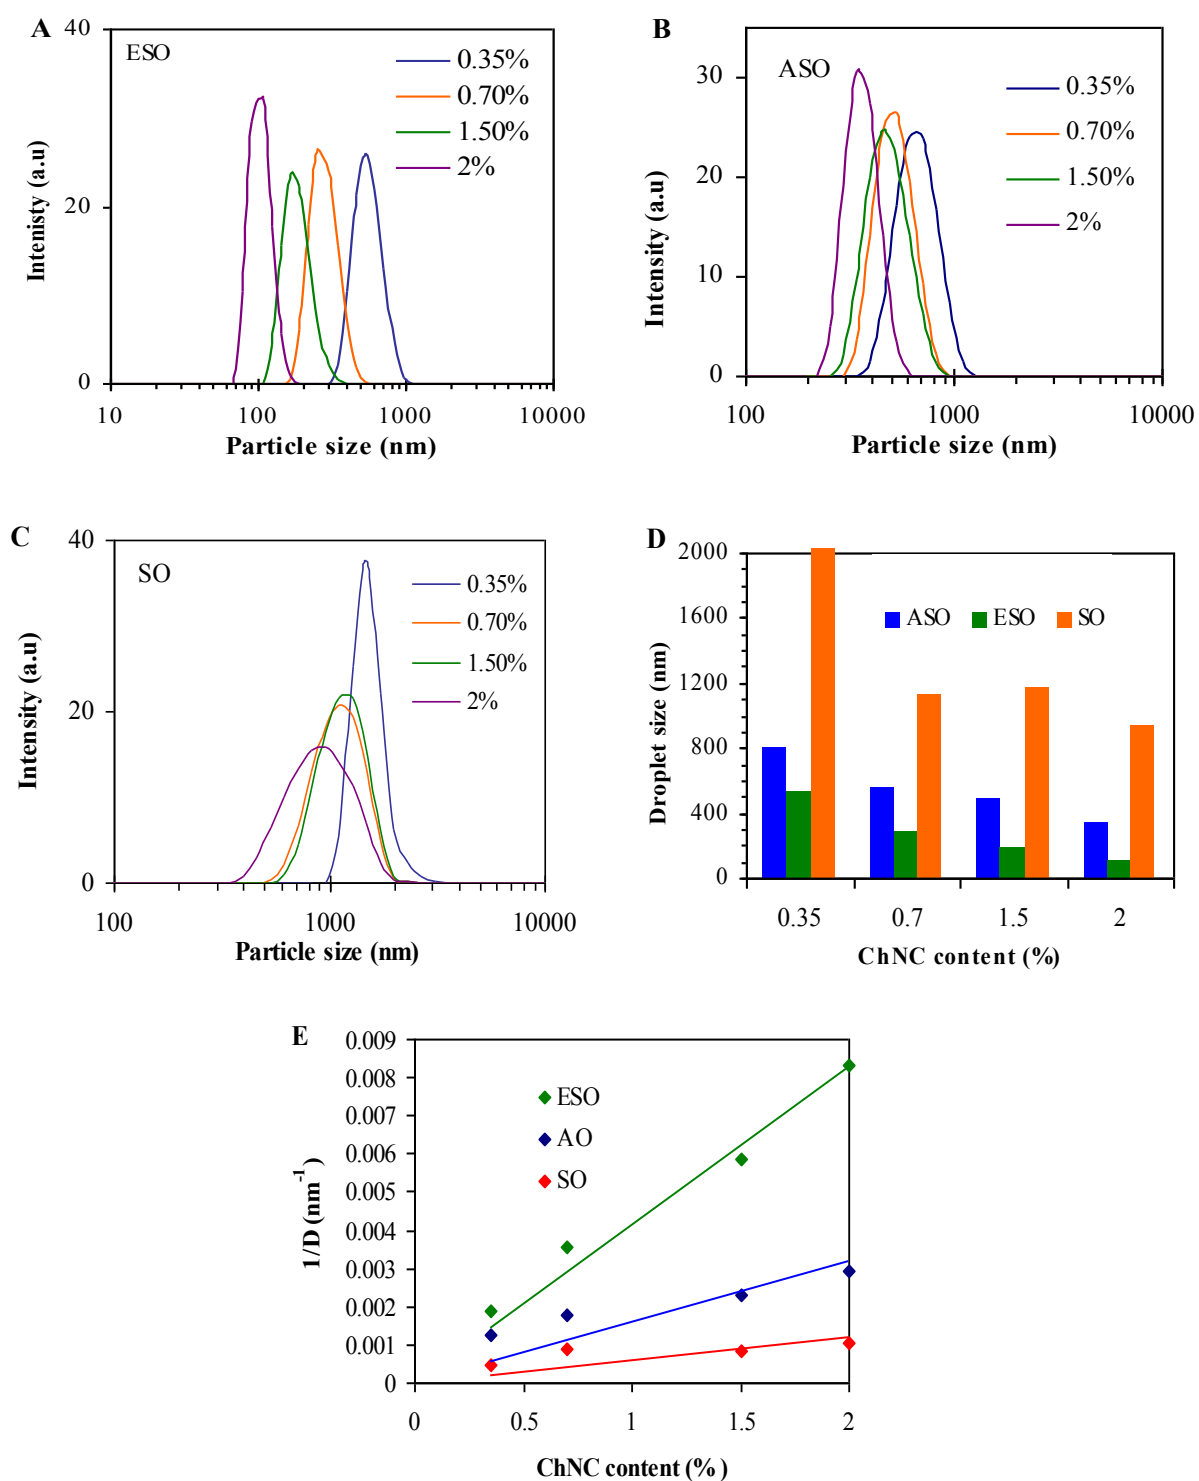 A
ESO
0.35%
0.70%
1.50%
2%
40
20
0
10
100
1000
10000
Intenisty (a.u)
Particle size (nm)
B
ASO
0.35%
0.70%
1.50%
2%
30
20
10
0
100
1000
10000
Intensity (a.u)
Particle size (nm)
C
SO
0.35%
0.70%
1.50%
2%
40
20
0
100
1000
10000
Intensity (a.u)
Particle size (nm)
D
2000
1600
1200
800
400
0
ASO ESO SO
0.35 0.7 1.5 2
Droplet size (nm)
ChNC content (%)
E
0.009
0.008
0.007
0.006
0.005
0.004
0.003
0.002
0.001
0
ESO
AO
SO
0 0.5 1 1.5 2
1/D (nm⁻¹)
ChNC content (%)